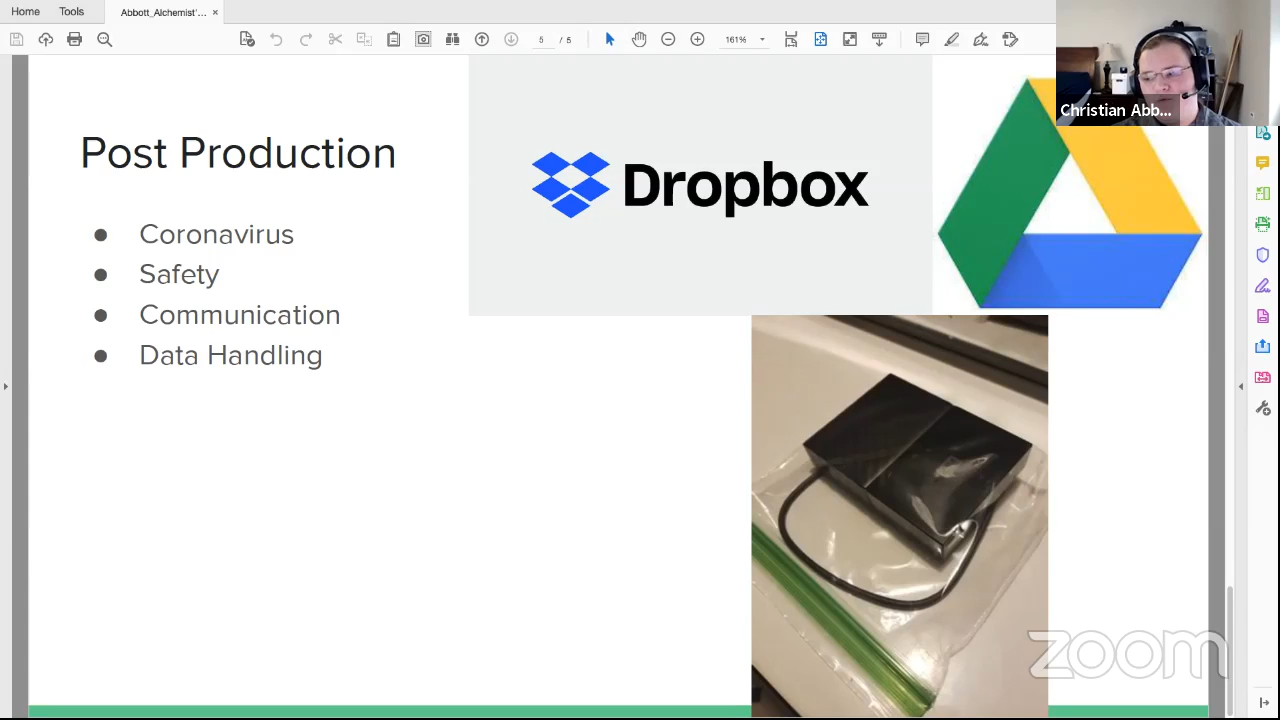 Home Tools Abbott_Alchemist'... ×
5 / 5 161%
Christian Abb...
Post Production
Dropbox
● Coronavirus
● Safety
● Communication
● Data Handling
zoom